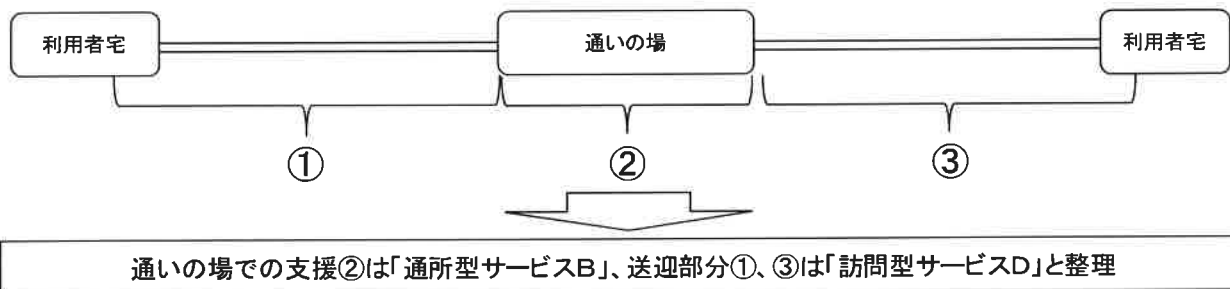 利用者宅
通いの場
利用者宅
①
②
③
通いの場での支援②は「通所型サービスB」、送迎部分①、③は「訪問型サービスD」と整理